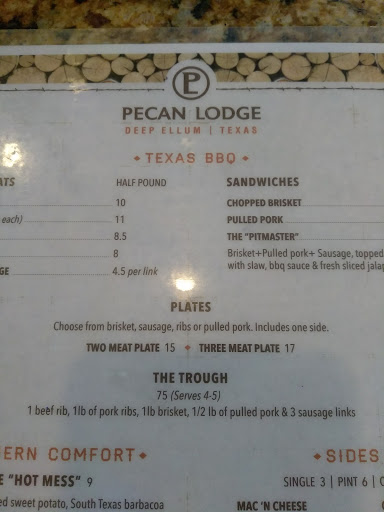 P
PECAN LODGE
DEEP ELLUM | TEXAS
TEXAS BBQ
ATS HALF POUND
10
each) 11
8.5
8
GE 4.5 per link
SANDWICHES
CHOPPED BRISKET
PULLED PORK
THE "PITMASTER"
Brisket+Pulled pork+ Sausage, topped
with slaw, bbq sauce & fresh sliced jala
PLATES
Choose from brisket, sausage, ribs or pulled pork. Includes one side.
TWO MEAT PLATE 15 THREE MEAT PLATE 17
THE TROUGH
75 (Serves 4-5)
1 beef rib, 1lb of pork ribs, 1lb brisket, 1/2 lb of pulled pork & 3 sausage links
ERN COMFORT
E "HOT MESS" 9
ed sweet potato, South Texas barbacoa
SIDES
SINGLE 3 | PINT 6 |
MAC 'N CHEESE